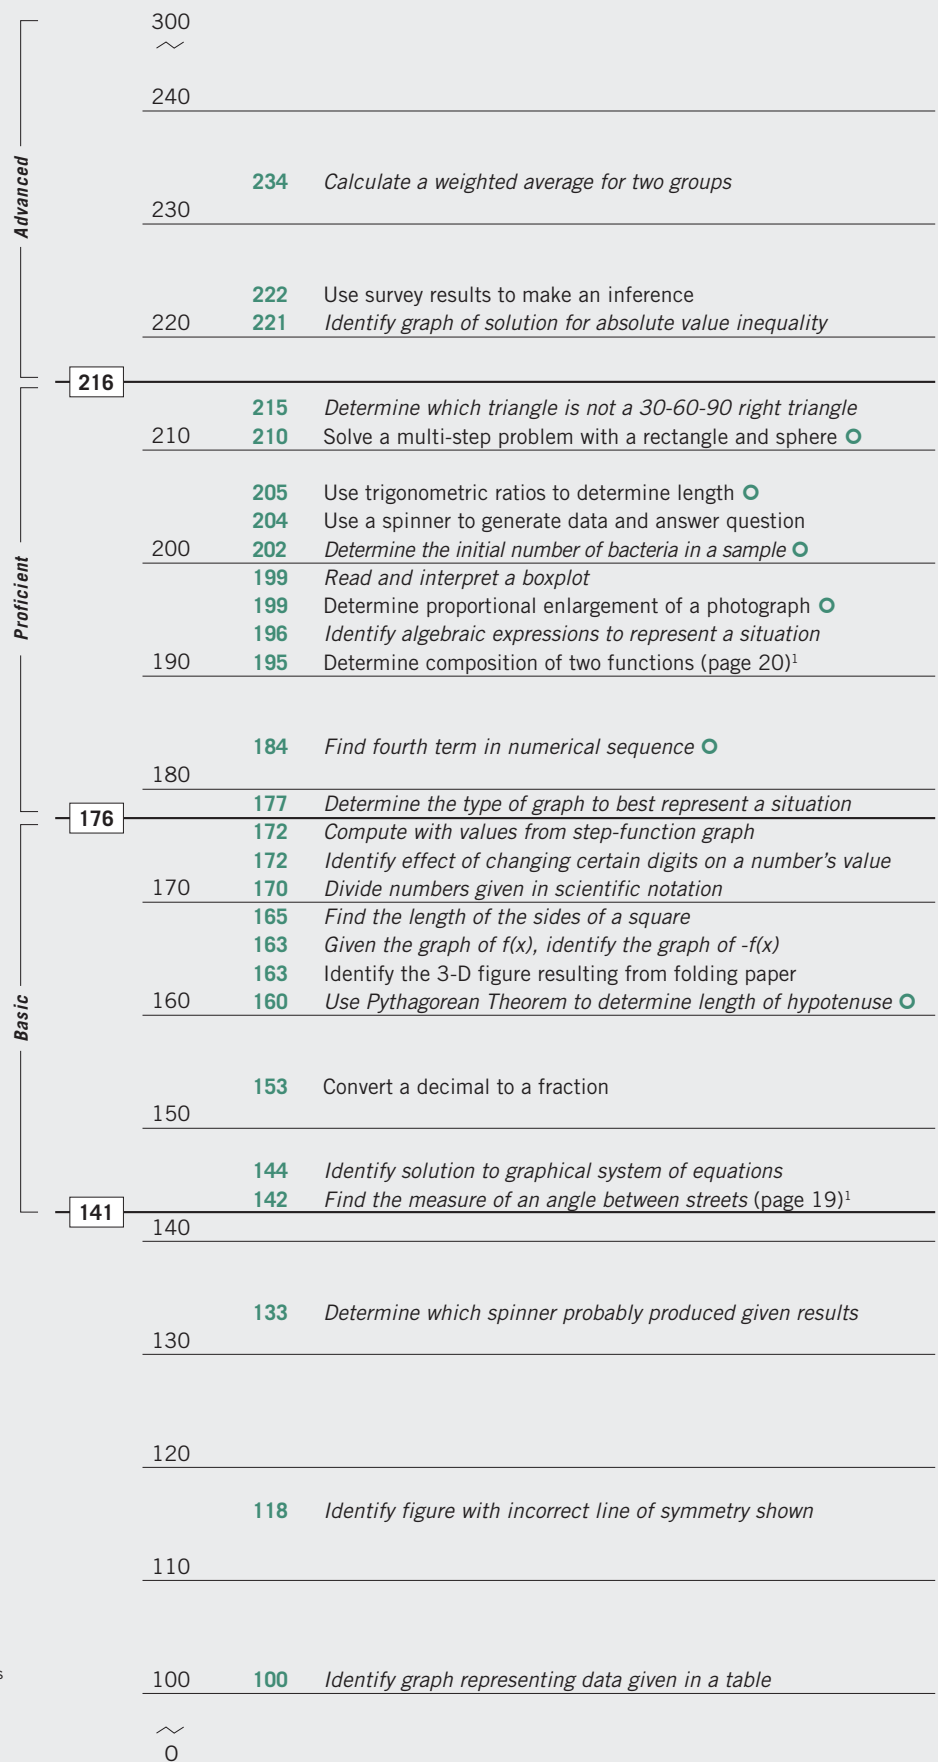 300
240
Advanced
234 Calculate a weighted average for two groups
230
222 Use survey results to make an inference
220 221 Identify graph of solution for absolute value inequality
216
215 Determine which triangle is not a 30-60-90 right triangle
210 210 Solve a multi-step problem with a rectangle and sphere
205 Use trigonometric ratios to determine length
204 Use a spinner to generate data and answer question
200 202 Determine the initial number of bacteria in a sample
Proficient
199 Read and interpret a boxplot
199 Determine proportional enlargement of a photograph
196 Identify algebraic expressions to represent a situation
190 195 Determine composition of two functions (page 20)¹
184 Find fourth term in numerical sequence
180
177 Determine the type of graph to best represent a situation
176
172 Compute with values from step-function graph
172 Identify effect of changing certain digits on a number’s value
170 170 Divide numbers given in scientific notation
165 Find the length of the sides of a square
163 Given the graph of f(x), identify the graph of -f(x)
163 Identify the 3-D figure resulting from folding paper
160 160 Use Pythagorean Theorem to determine length of hypotenuse
Basic
153 Convert a decimal to a fraction
150
144 Identify solution to graphical system of equations
142 Find the measure of an angle between streets (page 19)¹
141
140
133 Determine which spinner probably produced given results
130
120
118 Identify figure with incorrect line of symmetry shown
110
s
100 100 Identify graph representing data given in a table
0